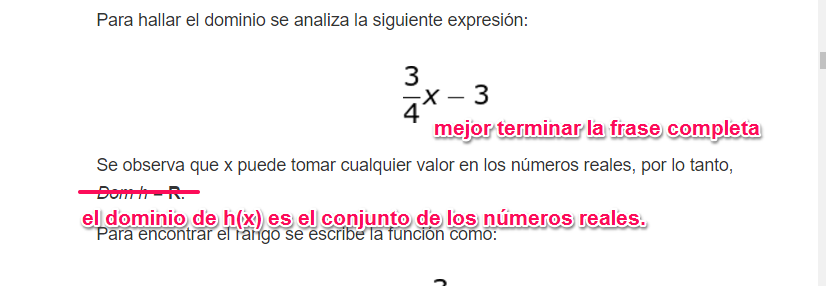 Para hallar el dominio se analiza la siguiente expresión:
3
4
x – 3
mejor terminar la frase completa
Se observa que x puede tomar cualquier valor en los números reales, por lo tanto,
Dom h = R.
el dominio de h(x) es el conjunto de los números reales.
Para encontrar el rango se escribe la función como: